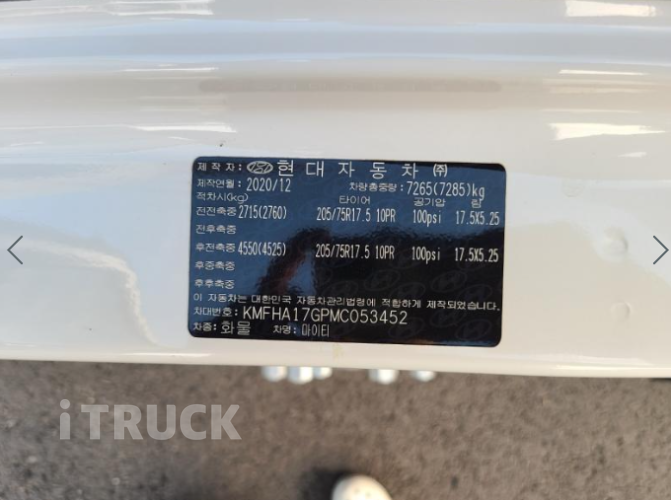 제작자: 현대자동차 ㈜
제작연월: 2020/12 차량총중량: 7265(7285)kg
적차시(kg) 타이어 공기압 림
전전축중 2715(2760) 205/75R17.5 10PR 100psi 17.5X5.25
전후축중
후전축중 4550(4525) 205/75R17.5 10PR 100psi 17.5X5.25
후중축중
후후축중
이 자동차는 대한민국 자동차관리법령에 적합하게 제작되었음.
차대번호: KMFHA17GPMC053452
차종: 화물 차명: 마이티
iTRUCK